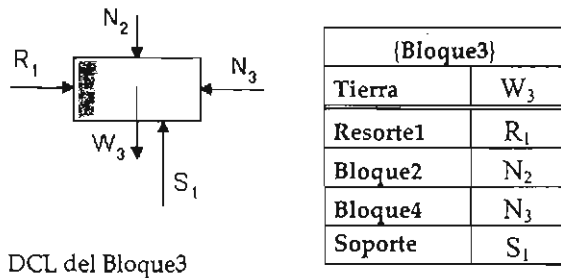 N₂
R₁
N₃
W₃
S₁
DCL del Bloque3
{Bloque3}
Tierra W₃
Resorte1 R₁
Bloque2 N₂
Bloque4 N₃
Soporte S₁